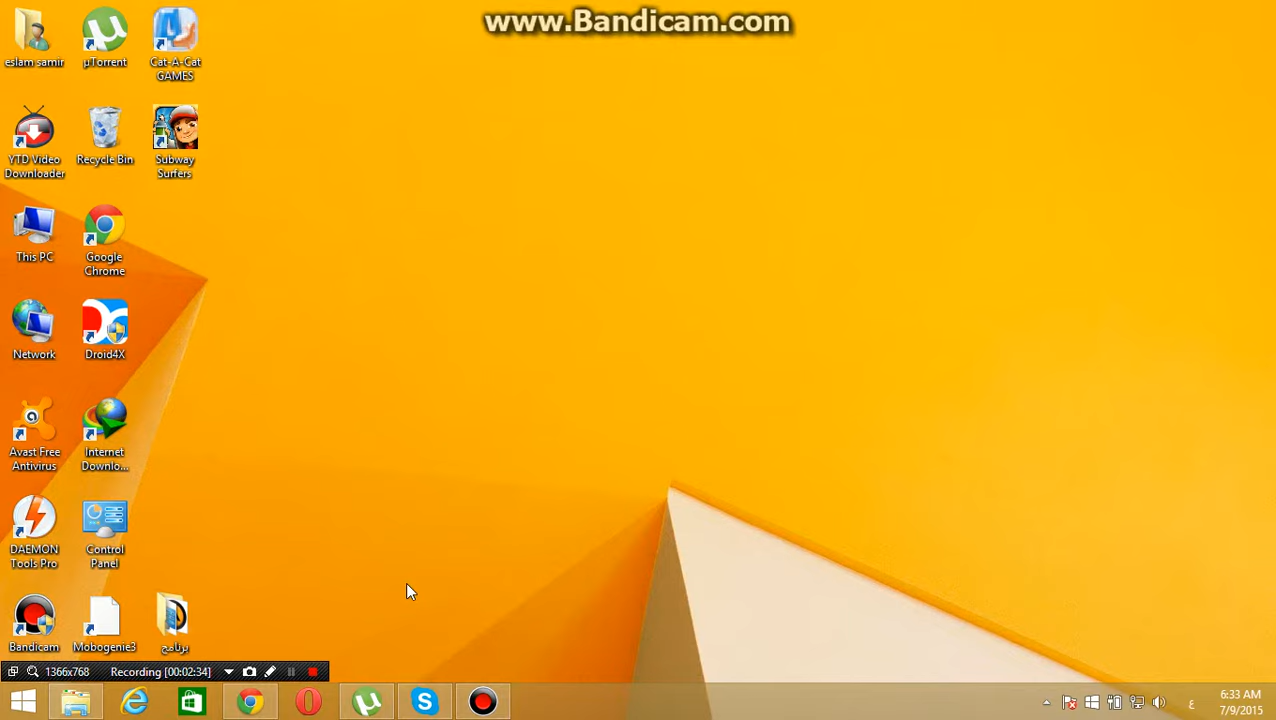 www.Bandicam.com
eslam samir
µTorrent
Cat-A-Cat
GAMES
YTD Video
Downloader
Recycle Bin
Subway
Surfers
This PC
Google
Chrome
Network
Droid4X
Avast Free
Antivirus
Internet
Downlo...
DAEMON
Tools Pro
Control
Panel
Bandicam
Mobogenie3
برنامج
1366x768
Recording [00:02:34]
ع
6:33 AM
7/9/2015